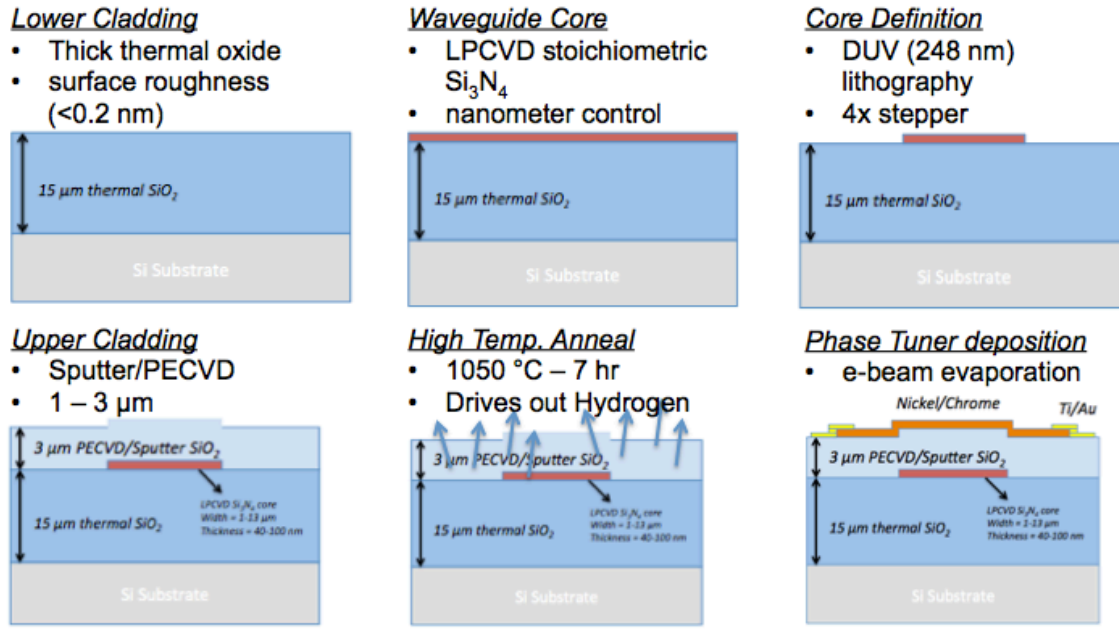 Lower Cladding
• Thick thermal oxide
• surface roughness
(<0.2 nm)
15 µm thermal SiO₂
Si Substrate
Waveguide Core
• LPCVD stoichiometric
Si₃N₄
• nanometer control
15 µm thermal SiO₂
Si Substrate
Core Definition
• DUV (248 nm)
lithography
• 4x stepper
15 µm thermal SiO₂
Si Substrate
Upper Cladding
• Sputter/PECVD
• 1 – 3 µm
3 µm PECVD/Sputter SiO₂
LPCVD Si₃N₄ core
Width = 1-13 µm
Thickness = 40-100 nm
15 µm thermal SiO₂
Si Substrate
High Temp. Anneal
• 1050 °C – 7 hr
• Drives out Hydrogen
3 µm PECVD/Sputter SiO₂
LPCVD Si₃N₄ core
Width = 1-13 µm
Thickness = 40-100 nm
15 µm thermal SiO₂
Si Substrate
Phase Tuner deposition
• e-beam evaporation
Nickel/Chrome
Ti/Au
3 µm PECVD/Sputter SiO₂
LPCVD Si₃N₄ core
Width = 1-13 µm
Thickness = 40-100 nm
15 µm thermal SiO₂
Si Substrate